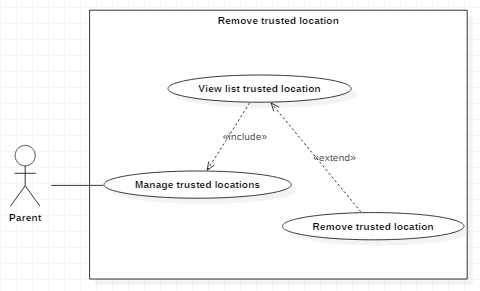 Remove trusted location
View list trusted location
«include»
«extend»
Manage trusted locations
Parent
Remove trusted location